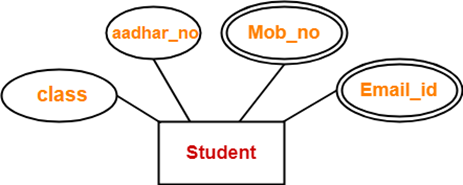 aadhar_no
Mob_no
class
Email_id
Student